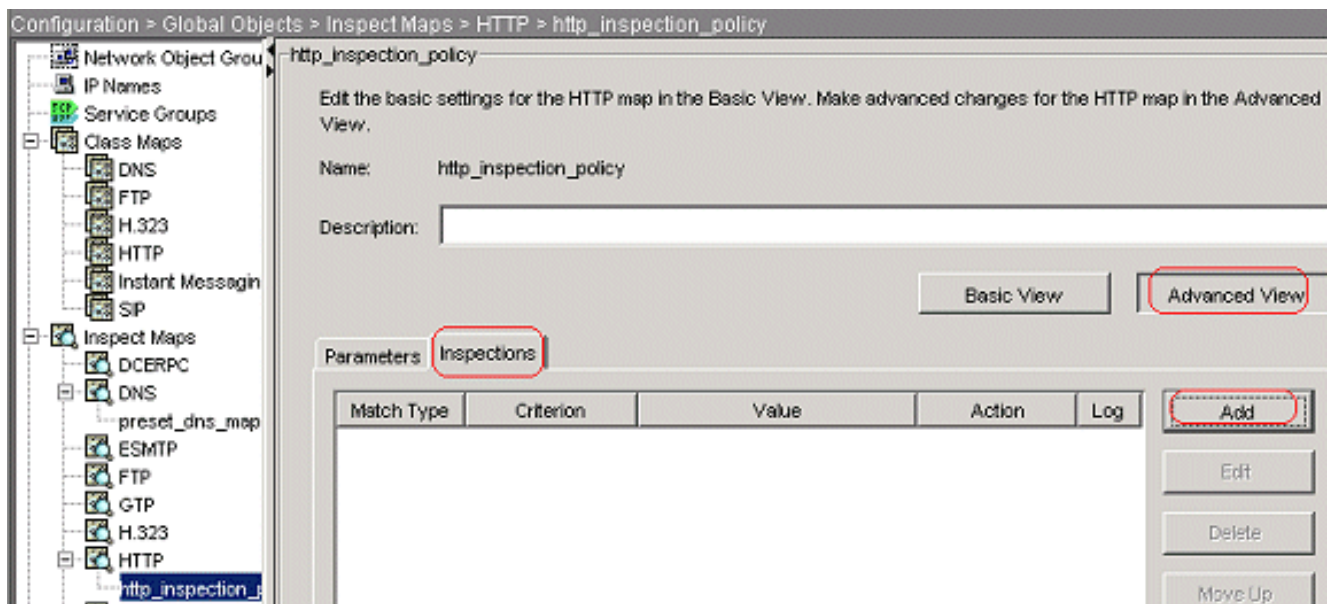 Configuration > Global Objects > Inspect Maps > HTTP > http_inspection_policy
Network Object Grou
IP Names
Service Groups
Class Maps
DNS
FTP
H.323
HTTP
Instant Messagin
SIP
Inspect Maps
DCERPC
DNS
preset_dns_map
ESMTP
FTP
GTP
H.323
HTTP
http_inspection_p
http_inspection_policy
Edit the basic settings for the HTTP map in the Basic View. Make advanced changes for the HTTP map in the Advanced
View.
Name: http_inspection_policy
Description:
Basic View Advanced View
Parameters Inspections
Match Type Criterion Value Action Log
Add
Edit
Delete
Move Up